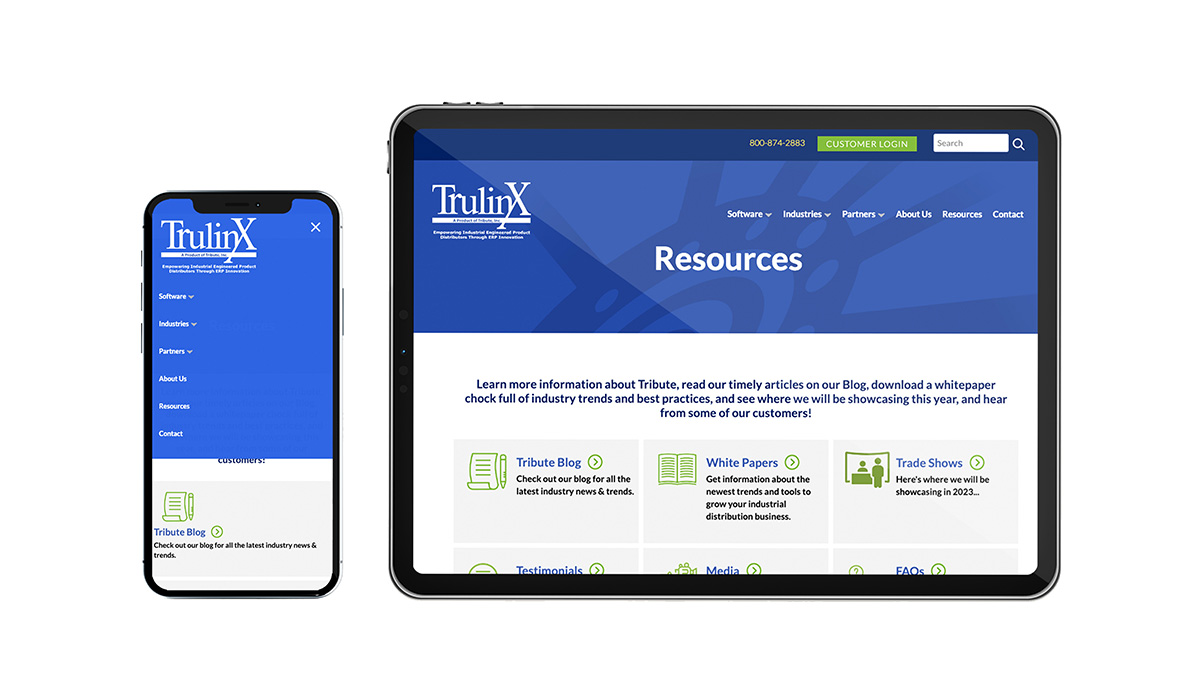 TrulinX
A Product of Tribute, Inc.
Empowering Industrial Engineered Product
Distributors Through ERP Innovation
Software
Industries
Partners
About Us
Resources
Contact
customers!
Tribute Blog
Check out our blog for all the latest industry news &
trends.
800-874-2883
CUSTOMER LOGIN
Search
TrulinX
A Product of Tribute, Inc.
Empowering Industrial Engineered Product
Distributors Through ERP Innovation
Software Industries Partners About Us Resources Contact
Resources
Learn more information about Tribute, read our timely articles on our Blog, download a whitepaper
chock full of industry trends and best practices, and see where we will be showcasing this year, and hear
from some of our customers!
Tribute Blog
Check out our blog for all the
latest industry news & trends.
White Papers
Get information about the
newest trends and tools to
grow your industrial
distribution business.
Trade Shows
Here's where we will be
showcasing in 2023...
Testimonials
Media
FAQs